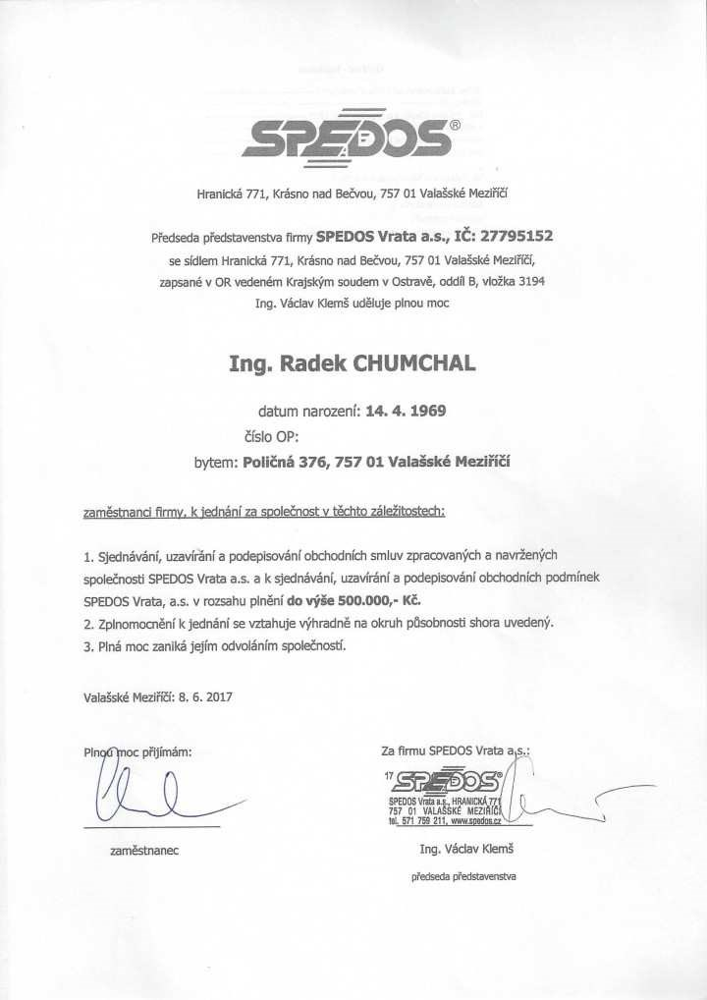 SPEDOS®
Hranická 771, Krásno nad Bečvou, 757 01 Valašské Meziříčí
Předseda představenstva firmy SPEDOS Vrata a.s., IČ: 27795152
se sídlem Hranická 771, Krásno nad Bečvou, 757 01 Valašské Meziříčí,
zapsané v OR vedeném Krajským soudem v Ostravě, oddíl B, vložka 3194
Ing. Václav Klemš uděluje plnou moc
Ing. Radek CHUMCHAL
datum narození: 14. 4. 1969
číslo OP:
bytem: Poličná 376, 757 01 Valašské Meziříčí
zaměstnanci firmy, k jednání za společnost v těchto záležitostech:
1. Sjednávání, uzavírání a podepisování obchodních smluv zpracovaných a navržených
společnosti SPEDOS Vrata a.s. a k sjednávání, uzavírání a podepisování obchodních podmínek
SPEDOS Vrata, a.s. v rozsahu plnění do výše 500.000,- Kč.
2. Zplnomocnění k jednání se vztahuje výhradně na okruh působnosti shora uvedený.
3. Plná moc zaniká jejím odvoláním společností.
Valašské Meziříčí: 8. 6. 2017
Plnou moc přijímám:
Za firmu SPEDOS Vrata a.s.:
17 SPEDOS®
SPEDOS Vrata a.s., HRANICKÁ 771
757 01 VALAŠSKÉ MEZIŘÍČÍ
tel. 571 759 211, www.spedos.cz
zaměstnanec
Ing. Václav Klemš
předseda představenstva